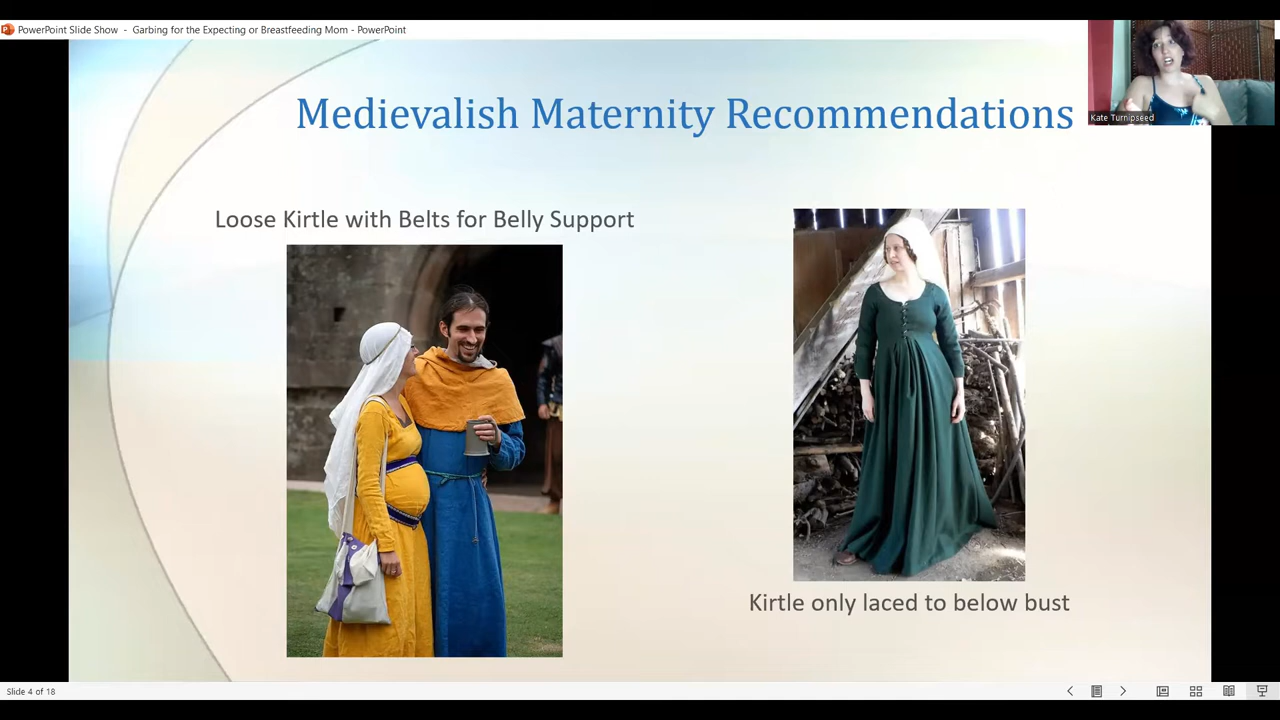 PowerPoint Slide Show - Garbing for the Expecting or Breastfeeding Mom - PowerPoint
Medievalish Maternity Recommendations
Kate Turnipseed
Loose Kirtle with Belts for Belly Support
Kirtle only laced to below bust
Slide 4 of 18